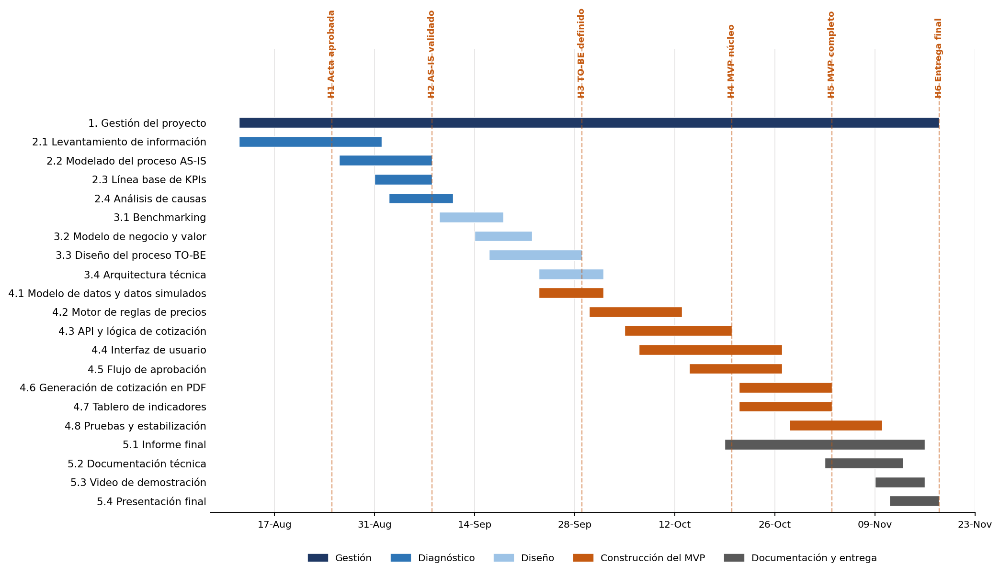 H1 Acta aprobada
H2 AS-IS validado
H3 TO-BE definido
H4 MVP núcleo
H5 MVP completo
H6 Entrega final
1. Gestión del proyecto
2.1 Levantamiento de información
2.2 Modelado del proceso AS-IS
2.3 Línea base de KPIs
2.4 Análisis de causas
3.1 Benchmarking
3.2 Modelo de negocio y valor
3.3 Diseño del proceso TO-BE
3.4 Arquitectura técnica
4.1 Modelo de datos y datos simulados
4.2 Motor de reglas de precios
4.3 API y lógica de cotización
4.4 Interfaz de usuario
4.5 Flujo de aprobación
4.6 Generación de cotización en PDF
4.7 Tablero de indicadores
4.8 Pruebas y estabilización
5.1 Informe final
5.2 Documentación técnica
5.3 Video de demostración
5.4 Presentación final
17-Aug
31-Aug
14-Sep
28-Sep
12-Oct
26-Oct
09-Nov
23-Nov
Gestión
Diagnóstico
Diseño
Construcción del MVP
Documentación y entrega